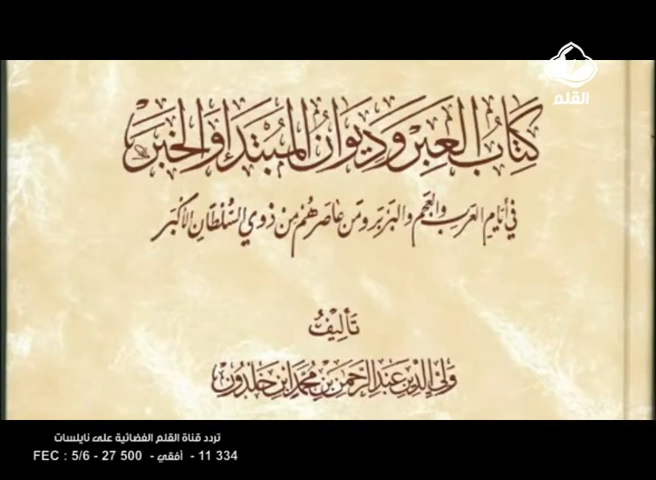 القلم
كتاب العبر وديوان المبتدإ والخبر
في أيام العرب والعجم والبربر ومن عاصرهم من ذوي السلطان الأكبر
تأليف
ولي الدين عبد الرحمن بن محمد ابن خلدون
تردد قناة القلم الفضائية على نايلسات
11 334 - أفقي - 27 500 - FEC : 5/6